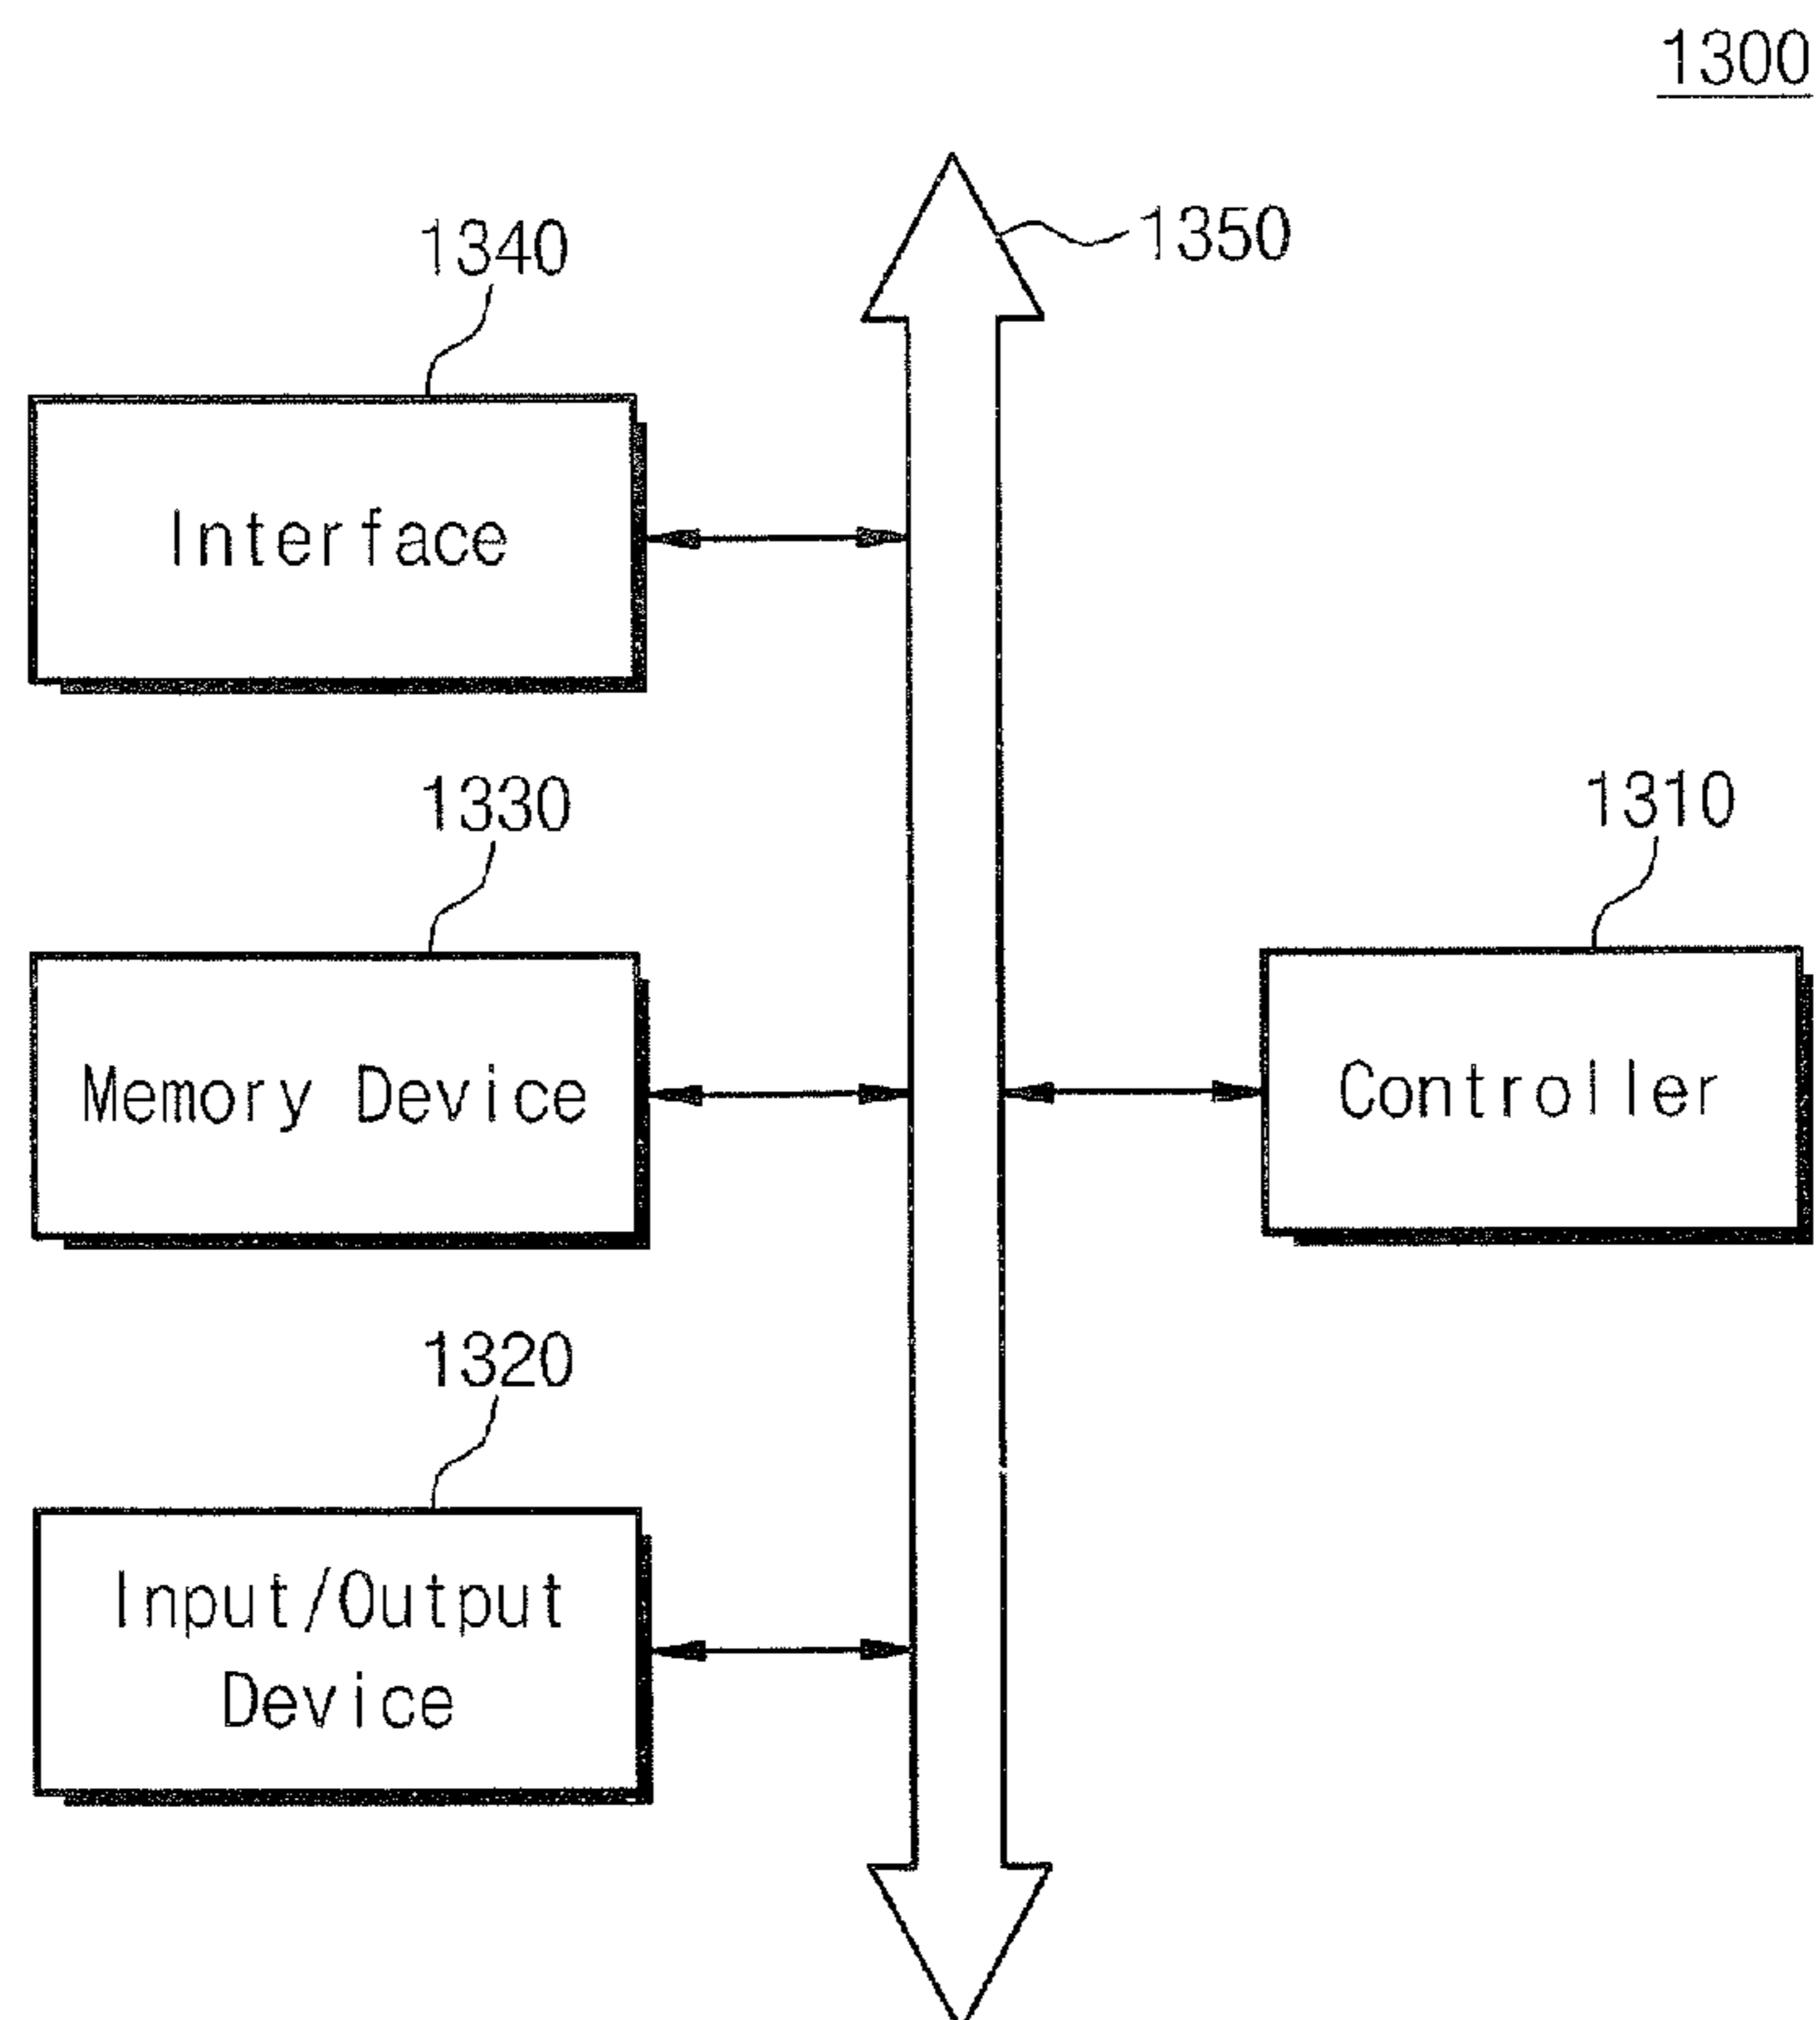 1300
1350
1340
Interface
1330
1310
Memory Device
Controller
1320
Input/Output
Device